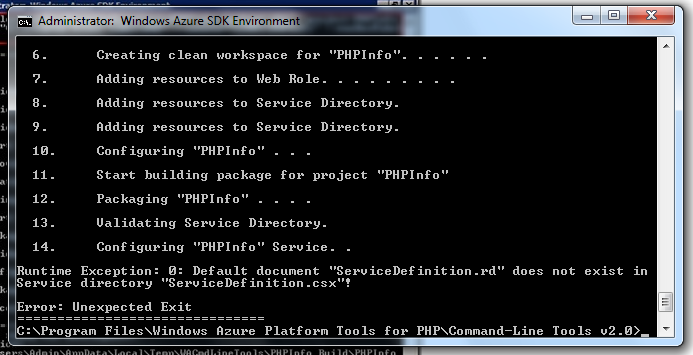 Administrator: Windows Azure SDK Environment
6. Creating clean workspace for "PHPInfo". . . . . .
7. Adding resources to Web Role. . . . . . . . .
8. Adding resources to Service Directory.
9. Adding resources to Service Directory.
10. Configuring "PHPInfo" . . .
11. Start building package for project "PHPInfo"
12. Packaging "PHPInfo" . . . .
13. Validating Service Directory.
14. Configuring "PHPInfo" Service. .
Runtime Exception: 0: Default document "ServiceDefinition.rd" does not exist in
Service directory "ServiceDefinition.csx"!
Error: Unexpected Exit
===============================
C:\Program Files\Windows Azure Platform Tools for PHP\Command-Line Tools v2.0>_